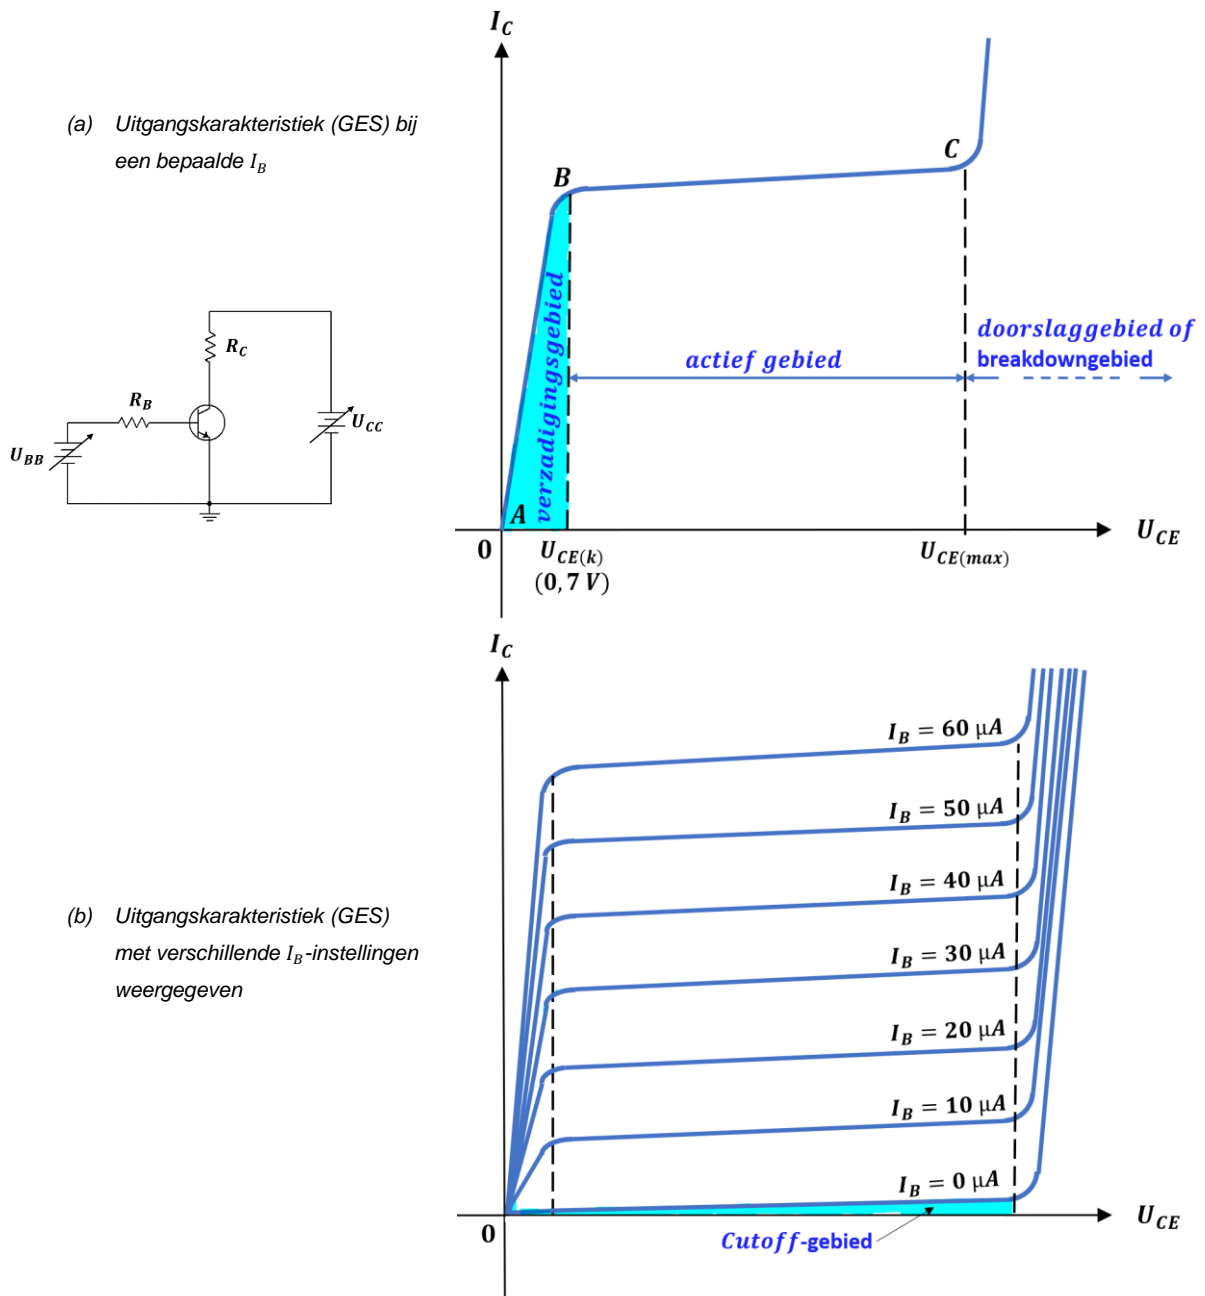 (a) Uitgangskarakteristiek (GES) bij
een bepaalde I_B
R_C
R_B
U_BB
U_CC
I_C
B
C
verzadigingsgebied
actief gebied
doorslaggebied of
breakdowngebied
A
0
U_CE(k)
(0,7 V)
U_CE(max)
U_CE
(b) Uitgangskarakteristiek (GES)
met verschillende I_B-instellingen
weergegeven
I_C
I_B = 60 μA
I_B = 50 μA
I_B = 40 μA
I_B = 30 μA
I_B = 20 μA
I_B = 10 μA
I_B = 0 μA
0
Cutoff-gebied
U_CE